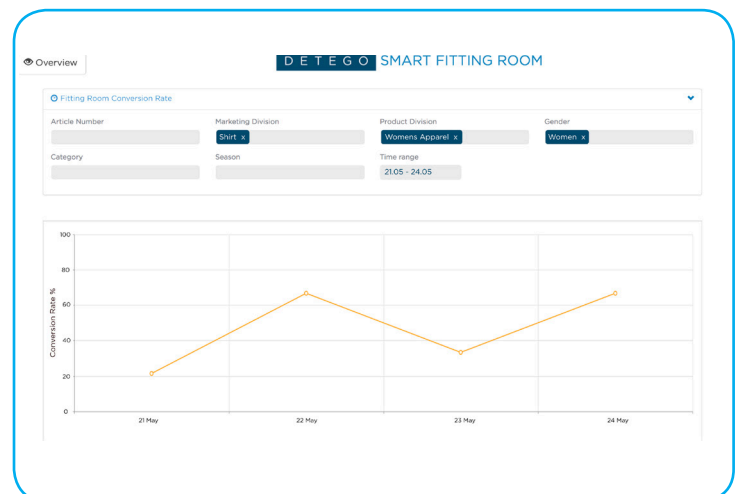 Overview
DETEGO SMART FITTING ROOM
Fitting Room Conversion Rate
Article Number Marketing Division Product Division Gender
Shirt x Womens Apparel x Women x
Category Season Time range
21.05 - 24.05
100
80
60
40
20
0
Conversion Rate %
21 May 22 May 23 May 24 May